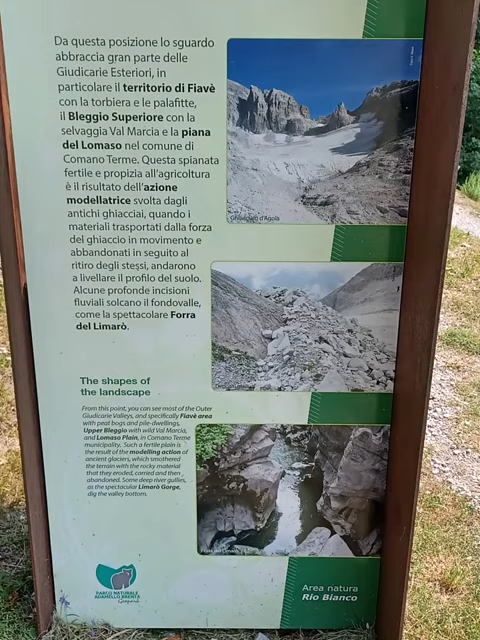 Da questa posizione lo sguardo
abbraccia gran parte delle
Giudicarie Esteriori, in
particolare il territorio di Fiavè
con la torbiera e le palafitte,
il Bleggio Superiore con la
selvaggia Val Marcia e la piana
del Lomaso nel comune di
Comano Terme. Questa spianata
fertile e propizia all'agricoltura
è il risultato dell'azione
modellatrice svolta dagli
antichi ghiacciai, quando i
materiali trasportati dalla forza
del ghiaccio in movimento e
abbandonati in seguito al
ritiro degli stessi, andarono
a livellare il profilo del suolo.
Alcune profonde incisioni
fluviali solcano il fondovalle,
come la spettacolare Forra
del Limarò.
Ghiacciaio d'Agola
The shapes of
the landscape
From this point, you can see most of the Outer
Giudicarie Valleys, and specifically Fiavè area
with peat bogs and pile-dwellings,
Upper Bleggio with wild Val Marcia,
and Lomaso Plain, in Comano Terme
municipality. Such a fertile plain is
the result of the modelling action of
ancient glaciers, which smoothed
the terrain with the rocky material
that they eroded, carried and then
abandoned. Some deep river gullies,
as the spectacular Limarò Gorge,
dig the valley bottom.
Forra del Limarò
PARCO NATURALE
ADAMELLO BRENTA
Geopark
Area natura
Rio Bianco